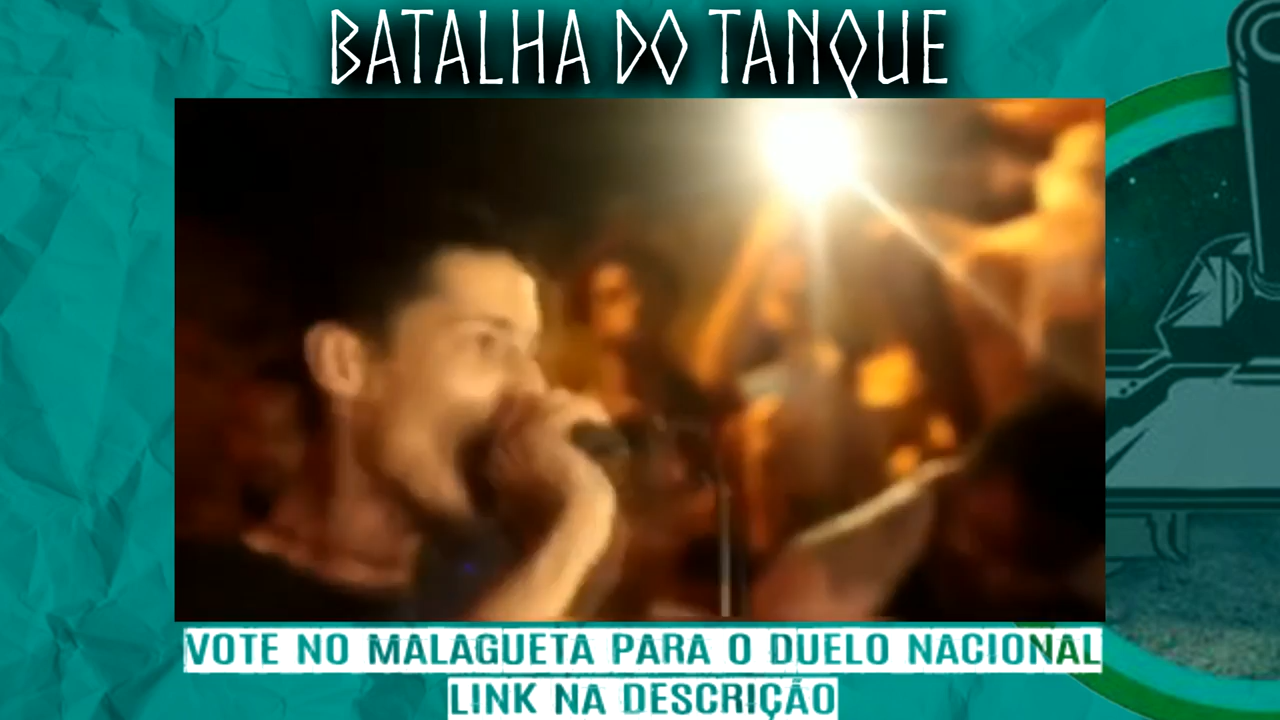 BATALHA DO TANQUE
VOTE NO MALAGUETA PARA O DUELO NACIONAL
LINK NA DESCRIÇÃO